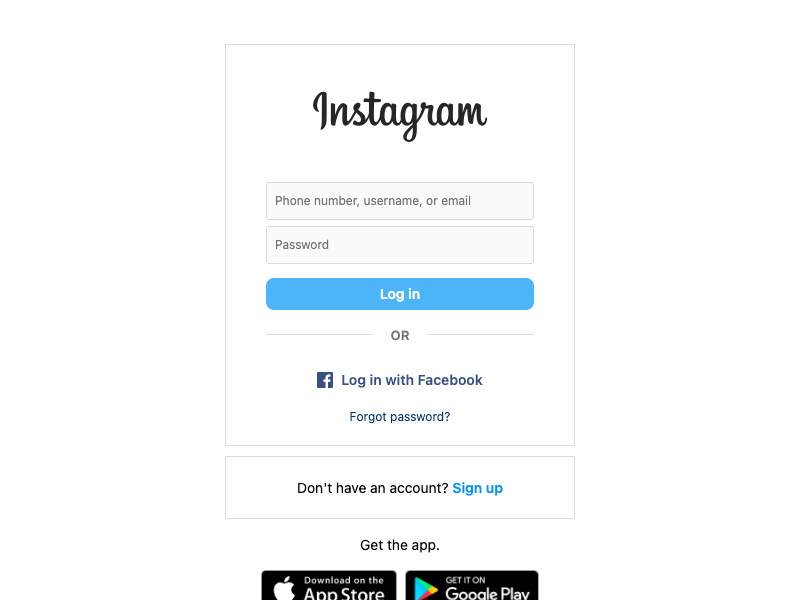 Instagram
Phone number, username, or email
Password
Log in
OR
Log in with Facebook
Forgot password?
Don't have an account? Sign up
Get the app.
Download on the
App Store
GET IT ON
Google Play